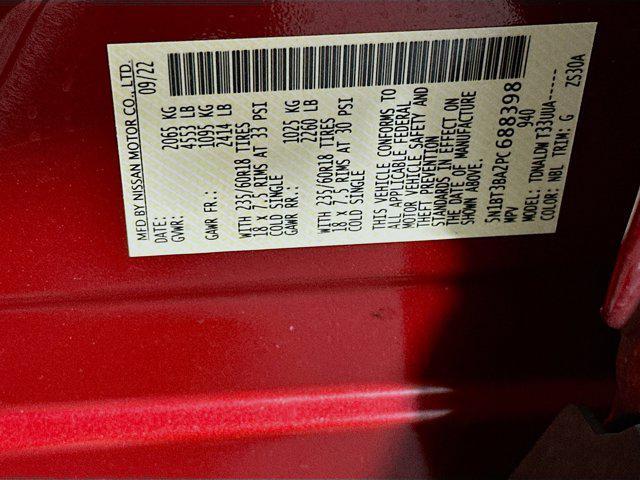 MFD BY NISSAN MOTOR CO.,LTD.
DATE: 09/22
GVWR: 2065 KG
4553 LB
GAWR FR.: 1095 KG
2414 LB
WITH 235/60R18 TIRES
18 x 7.5 RIMS AT 33 PSI
COLD SINGLE
GAWR RR.: 1025 KG
2260 LB
WITH 235/60R18 TIRES
18 x 7.5 RIMS AT 30 PSI
COLD SINGLE
THIS VEHICLE CONFORMS TO
ALL APPLICABLE FEDERAL
MOTOR VEHICLE SAFETY AND
THEFT PREVENTION
STANDARDS IN EFFECT ON
THE DATE OF MANUFACTURE
SHOWN ABOVE.
5N1BT3BA2PC688398
MPV 940
MODEL: TDNALDW T33UUA------
COLOR: NBL TRIM: G ZS30A